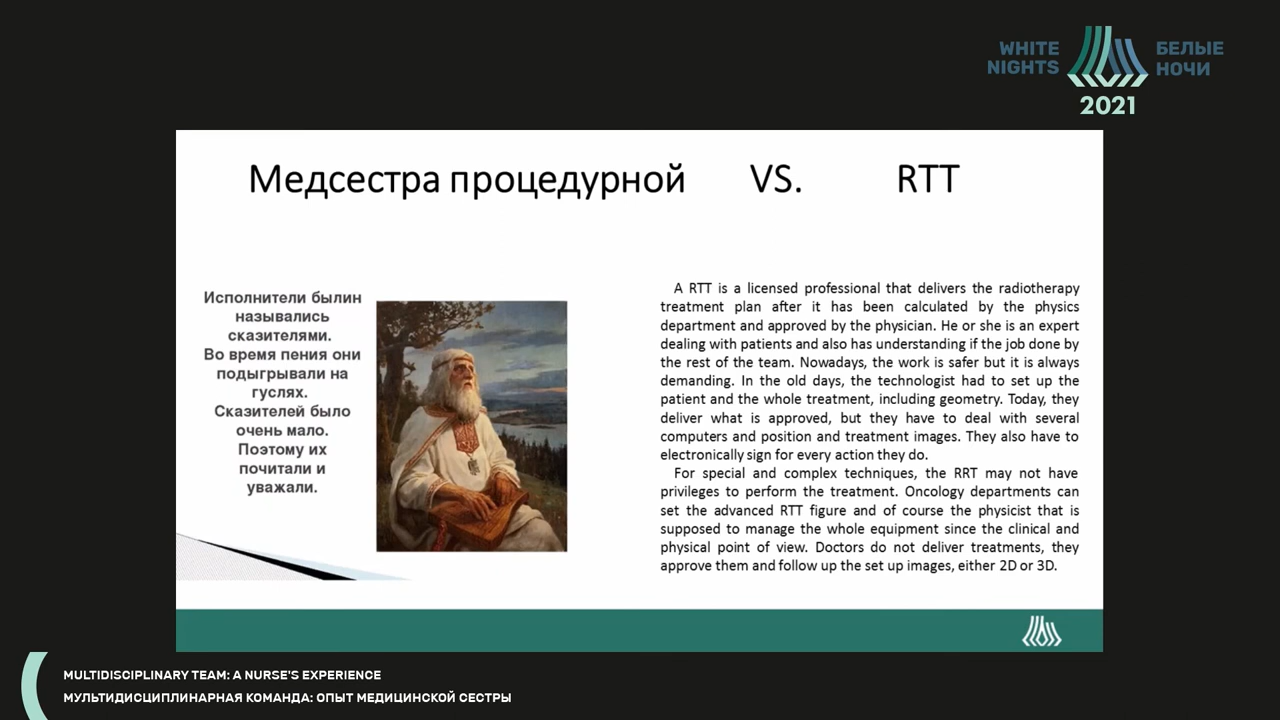 WHITE
NIGHTS
БЕЛЫЕ
НОЧИ
2021
Медсестра процедурной VS. RTT
Исполнители былин
назывались
сказителями.
Во время пения они
подыгрывали на
гуслях.
Сказителей было
очень мало.
Поэтому их
почитали и
уважали.
A RTT is a licensed professional that delivers the radiotherapy
treatment plan after it has been calculated by the physics
department and approved by the physician. He or she is an expert
dealing with patients and also has understanding if the job done by
the rest of the team. Nowadays, the work is safer but it is always
demanding. In the old days, the technologist had to set up the
patient and the whole treatment, including geometry. Today, they
deliver what is approved, but they have to deal with several
computers and position and treatment images. They also have to
electronically sign for every action they do.
For special and complex techniques, the RRT may not have
privileges to perform the treatment. Oncology departments can
set the advanced RTT figure and of course the physicist that is
supposed to manage the whole equipment since the clinical and
physical point of view. Doctors do not deliver treatments, they
approve them and follow up the set up images, either 2D or 3D.
MULTIDISCIPLINARY TEAM: A NURSE'S EXPERIENCE
МУЛЬТИДИСЦИПЛИНАРНАЯ КОМАНДА: ОПЫТ МЕДИЦИНСКОЙ СЕСТРЫ